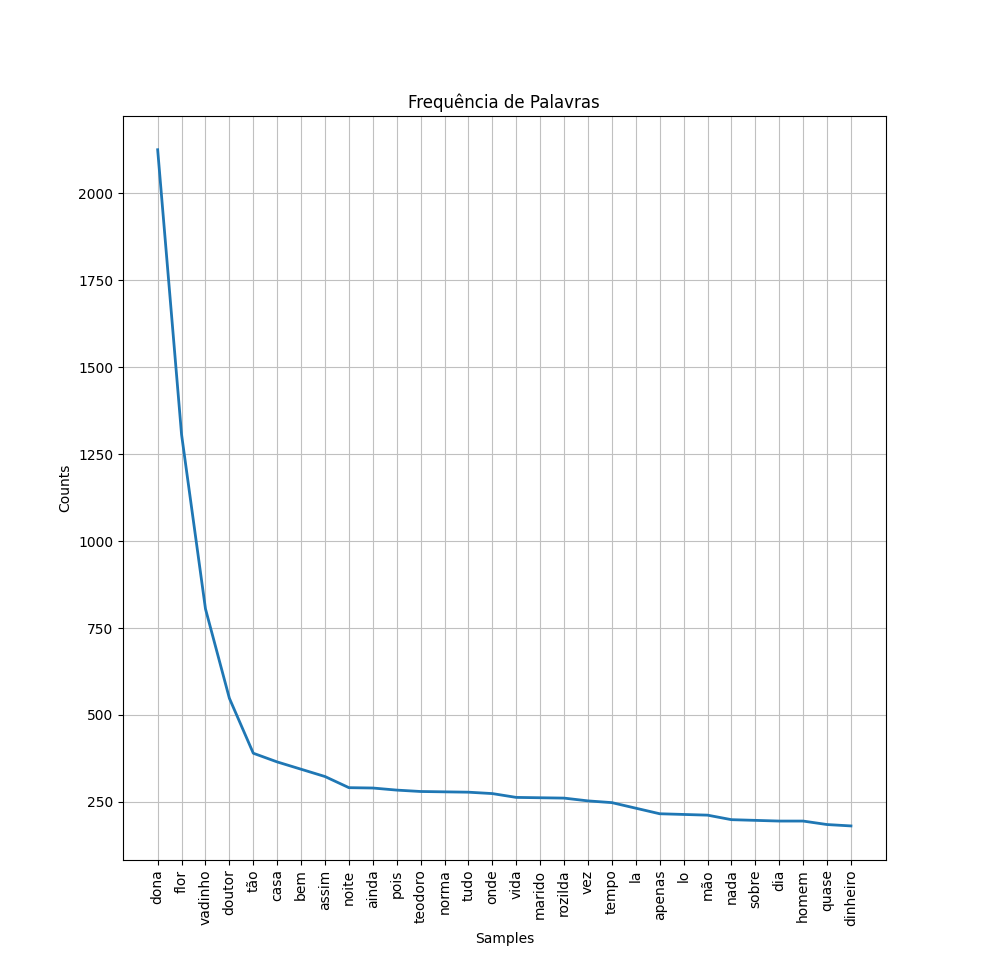 Frequência de Palavras
2000
1750
1500
1250
1000
750
500
250
Counts
dona
flor
vadinho
doutor
tão
casa
bem
assim
noite
ainda
pois
teodoro
norma
tudo
onde
vida
marido
rozilda
vez
tempo
la
apenas
lo
mão
nada
sobre
dia
homem
quase
dinheiro
Samples